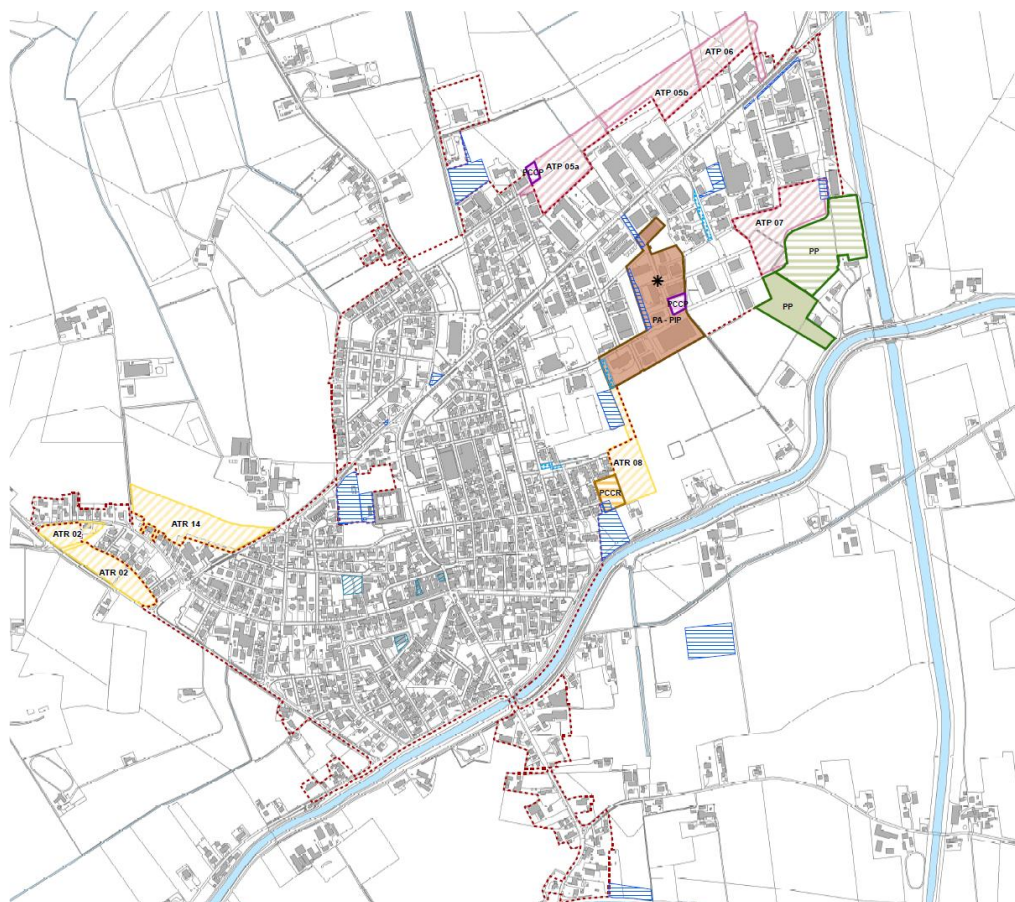 ATP 06
ATP 05b
PCCP
ATP 05a
ATP 07
PP
PCCP
PP
PA - PIP
ATR 08
PCCR
ATR 14
ATR 02
ATR 02